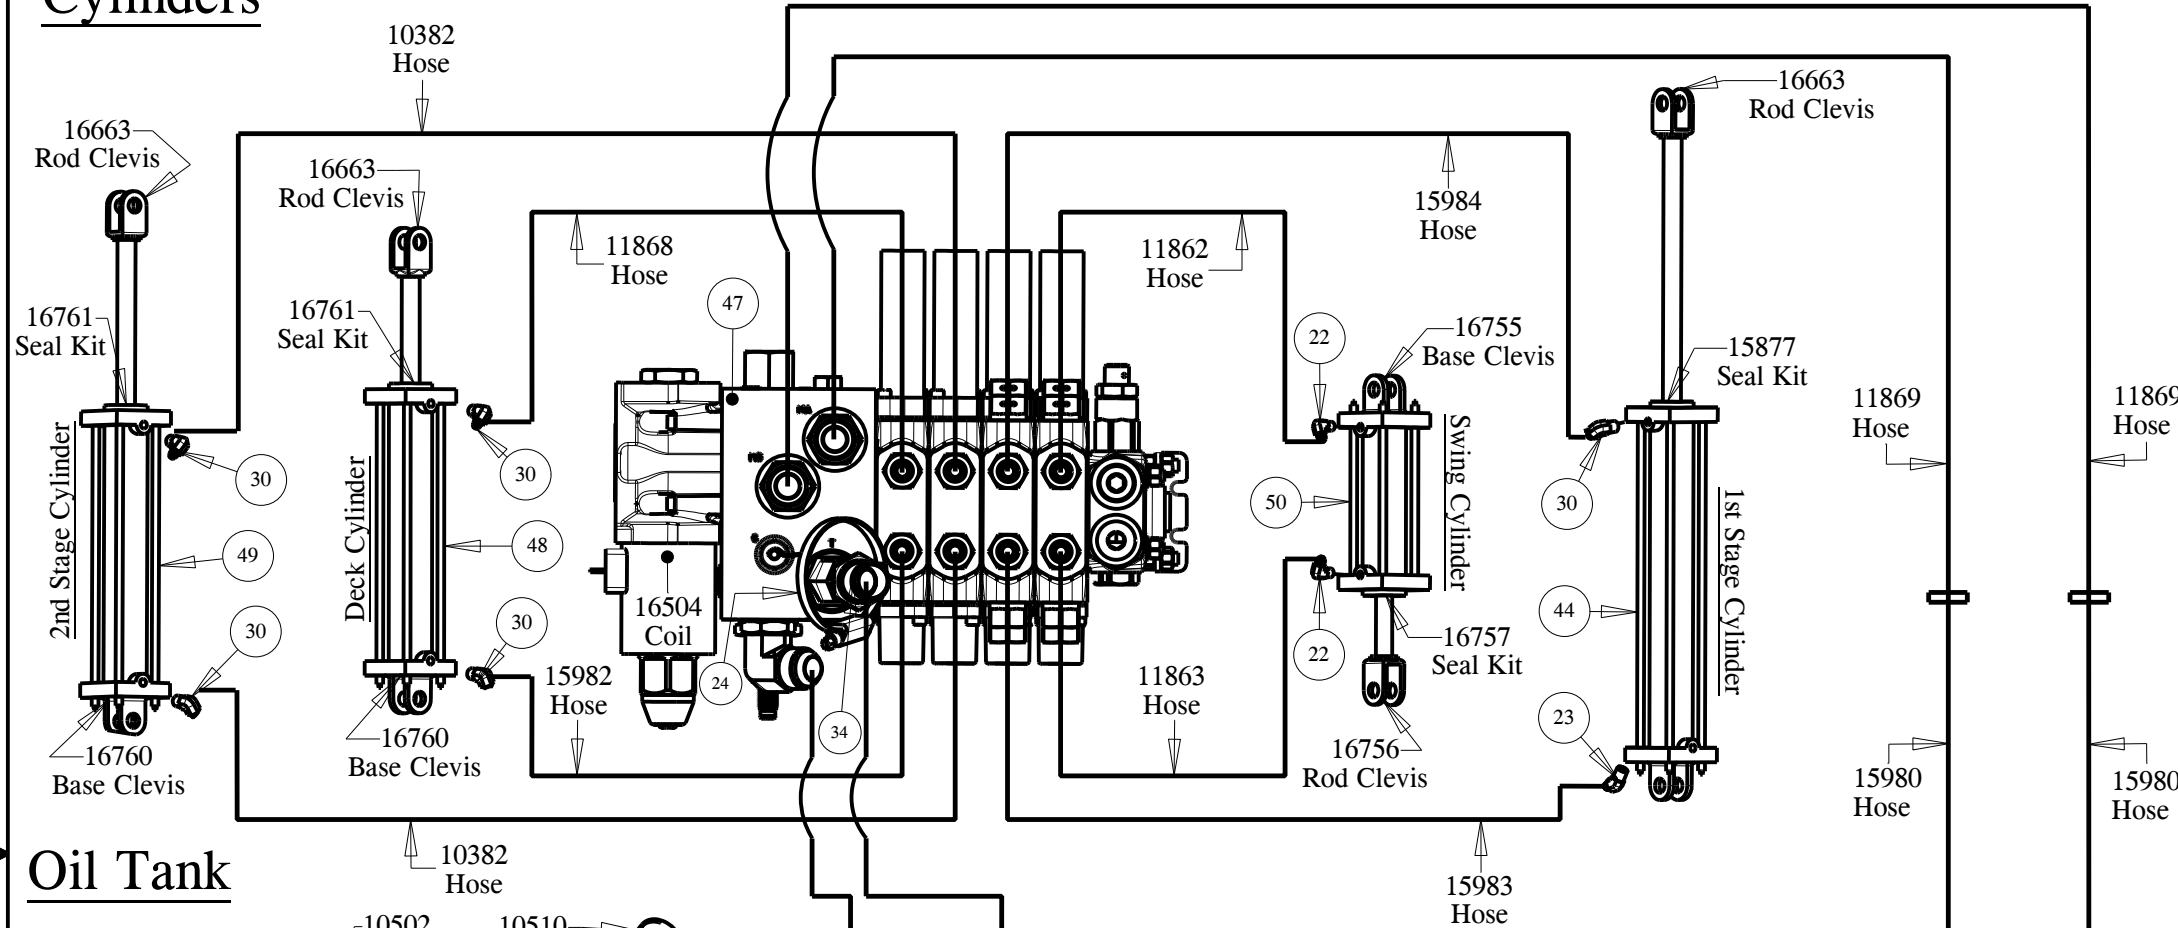 Cylinders
10382
Hose
16663
Rod Clevis
16663
Rod Clevis
16761
Seal Kit
16761
Seal Kit
11868
Hose
47
30
30
2nd Stage Cylinder
49
Deck Cylinder
48
30
30
16504
Coil
24
34
15982
Hose
16760
Base Clevis
16760
Base Clevis
10382
Hose
11862
Hose
15984
Hose
16663
Rod Clevis
22
16755
Base Clevis
15877
Seal Kit
50
Swing Cylinder
30
1st Stage Cylinder
44
22
16757
Seal Kit
11863
Hose
16756
Rod Clevis
23
15983
Hose
11869
Hose
11869
Hose
15980
Hose
15980
Hose
Oil Tank
10502
10510